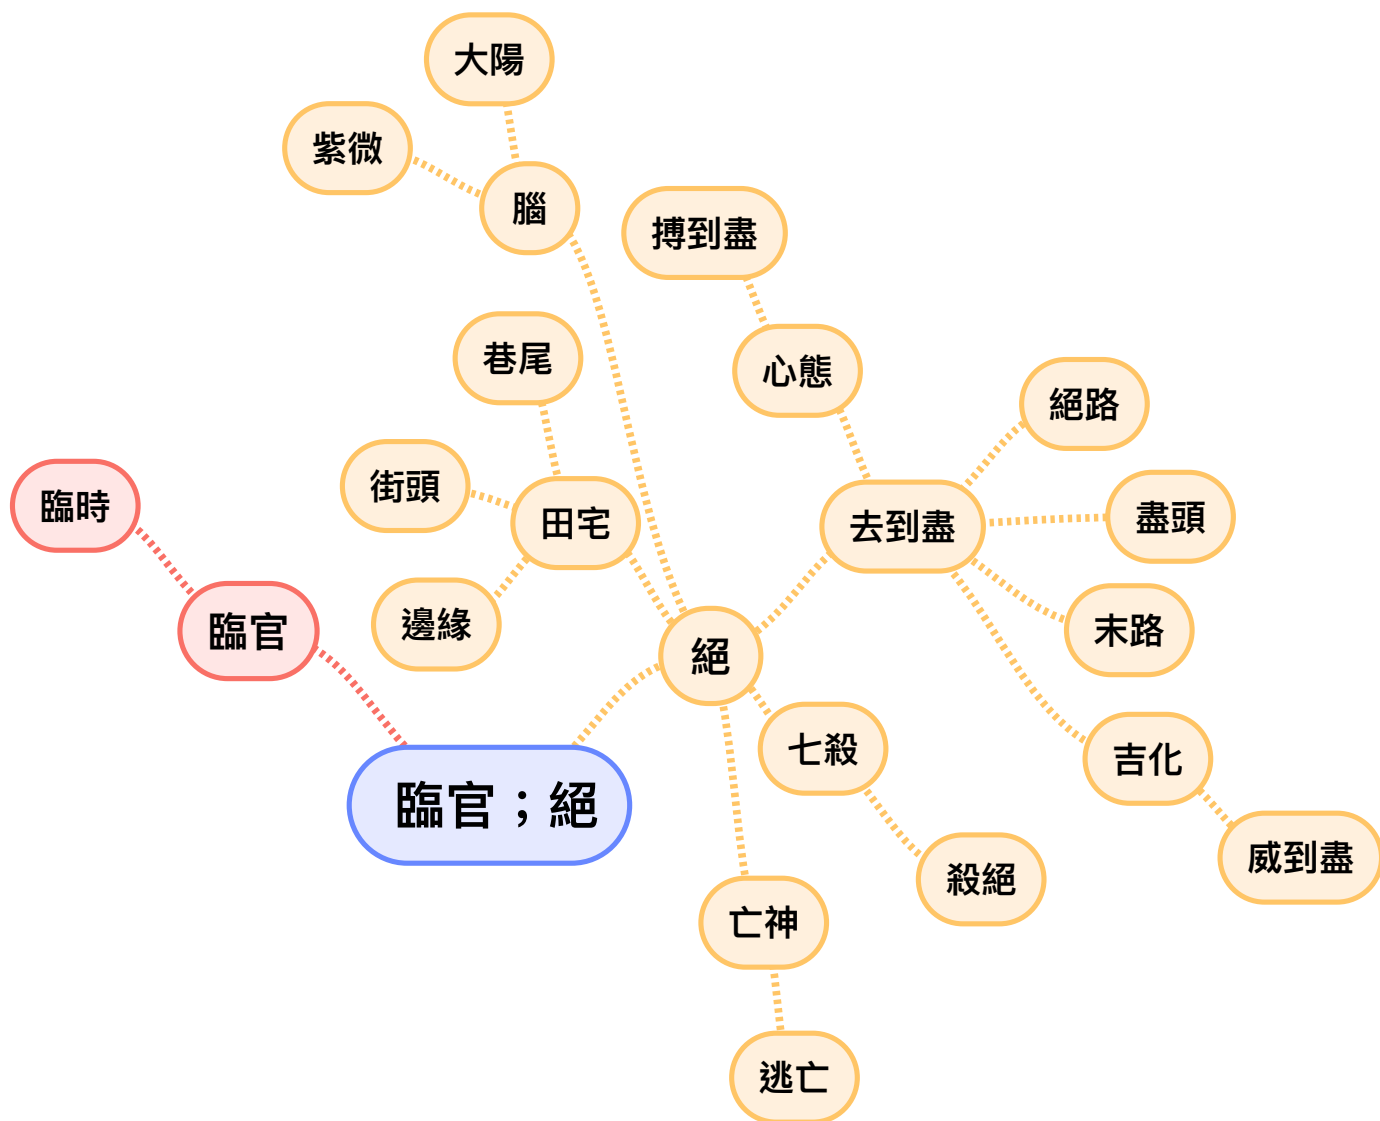 大陽
紫微
腦
搏到盡
巷尾
心態
絕路
街頭
臨時
田宅
去到盡
盡頭
邊緣
臨官
絕
末路
臨官；絕
七殺
吉化
殺絕
威到盡
亡神
逃亡